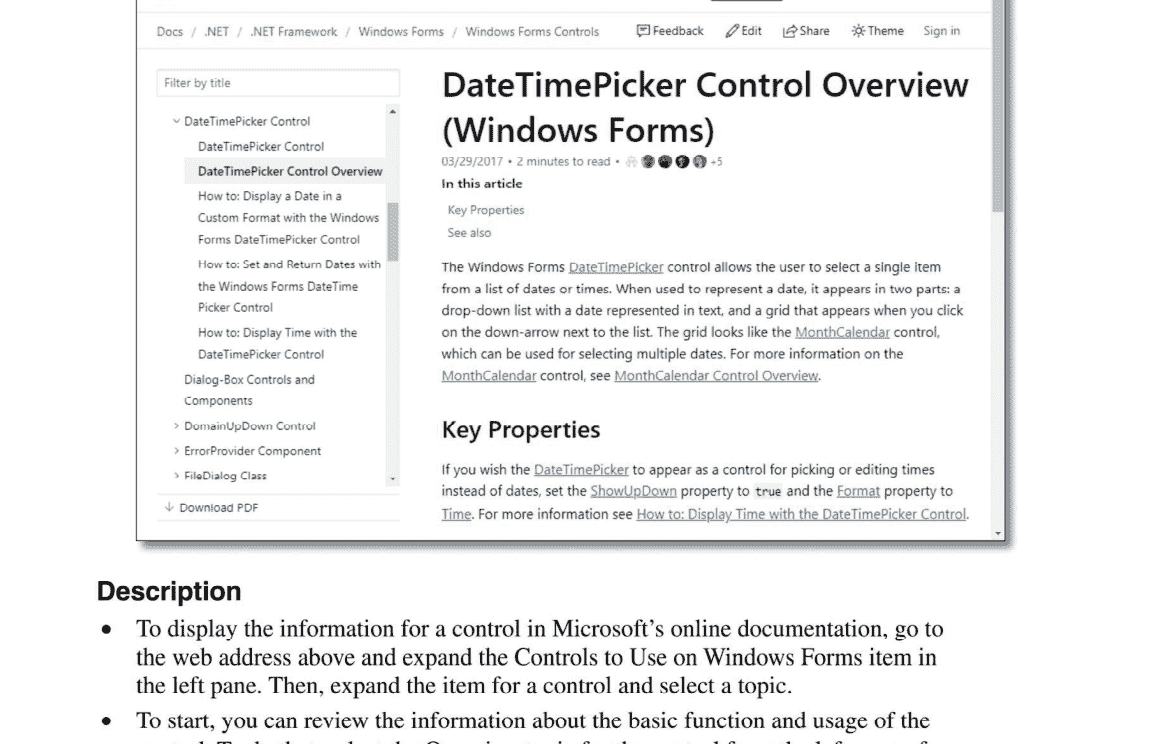 Docs / .NET / .NET Framework / Windows Forms / Windows Forms Controls
Feedback Edit Share Theme Sign in
Filter by title
DateTimePicker Control
DateTimePicker Control
DateTimePicker Control Overview
How to: Display a Date in a
Custom Format with the Windows
Forms DateTimePicker Control
How to: Set and Return Dates with
the Windows Forms DateTime
Picker Control
How to: Display Time with the
DateTimePicker Control
Dialog-Box Controls and
Components
DomainUpDown Control
ErrorProvider Component
FileDialog Class
Download PDF
DateTimePicker Control Overview
(Windows Forms)
03/29/2017 • 2 minutes to read • +5
In this article
Key Properties
See also
The Windows Forms DateTimePicker control allows the user to select a single item
from a list of dates or times. When used to represent a date, it appears in two parts: a
drop-down list with a date represented in text, and a grid that appears when you click
on the down-arrow next to the list. The grid looks like the MonthCalendar control,
which can be used for selecting multiple dates. For more information on the
MonthCalendar control, see MonthCalendar Control Overview.
Key Properties
If you wish the DateTimePicker to appear as a control for picking or editing times
instead of dates, set the ShowUpDown property to true and the Format property to
Time. For more information see How to: Display Time with the DateTimePicker Control.
Description
• To display the information for a control in Microsoft's online documentation, go to
the web address above and expand the Controls to Use on Windows Forms item in
the left pane. Then, expand the item for a control and select a topic.
• To start, you can review the information about the basic function and usage of the